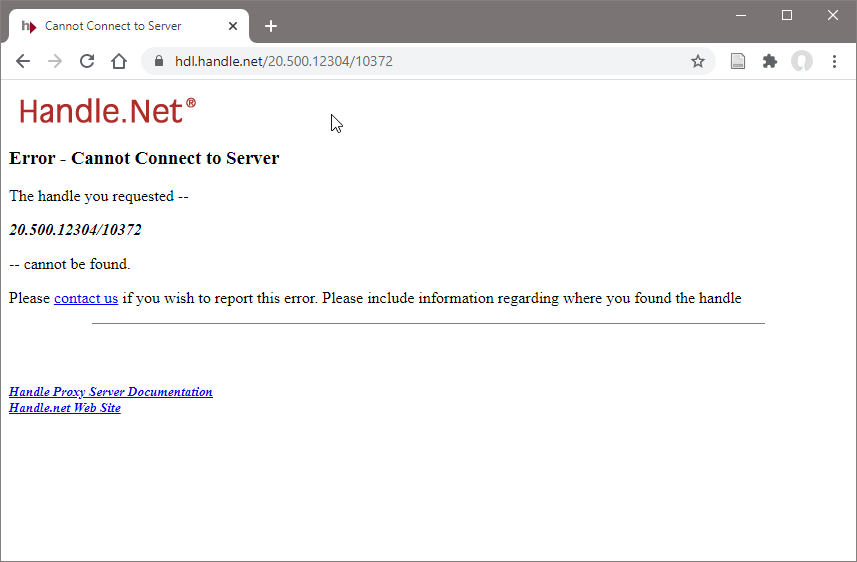 Cannot Connect to Server
hdl.handle.net/20.500.12304/10372
Handle.Net®
Error - Cannot Connect to Server
The handle you requested --
20.500.12304/10372
-- cannot be found.
Please contact us if you wish to report this error. Please include information regarding where you found the handle
Handle Proxy Server Documentation
Handle.net Web Site